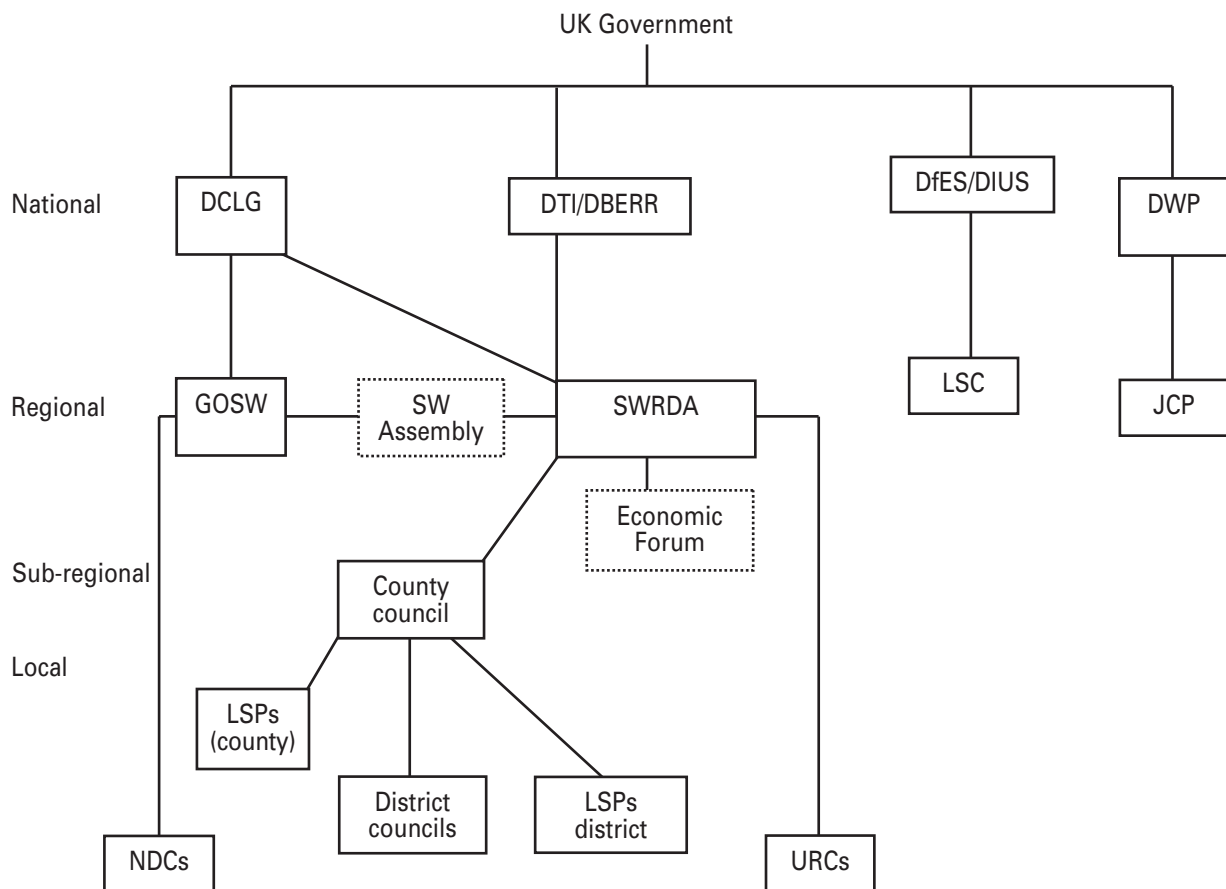 UK Government
National
DCLG
DTI/DBERR
DfES/DIUS
DWP
Regional
GOSW
SW
Assembly
SWRDA
LSC
JCP
Economic
Forum
Sub-regional
County
council
Local
LSPs
(county)
District
councils
LSPs
district
NDCs
URCs